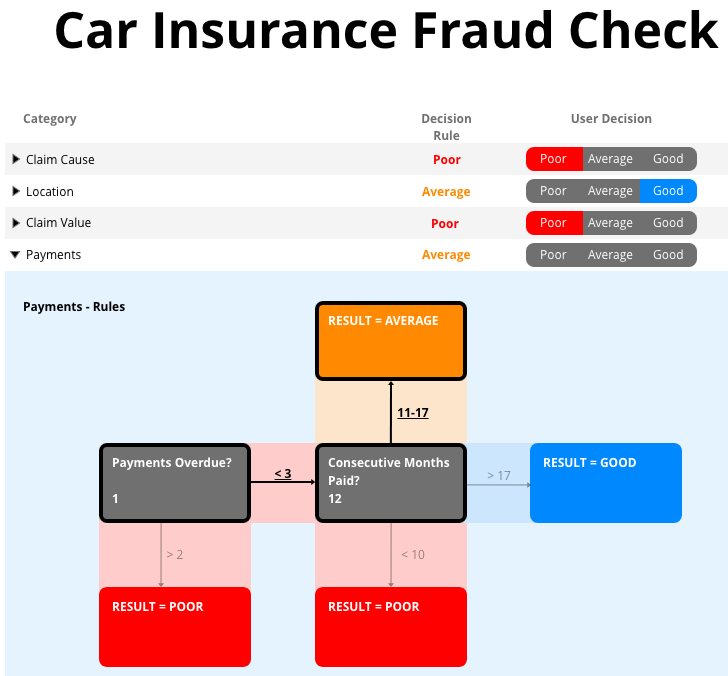 Car Insurance Fraud Check
Category
Decision
Rule
User Decision
Claim Cause
Poor
Poor Average Good
Location
Average
Poor Average Good
Claim Value
Poor
Poor Average Good
Payments
Average
Poor Average Good
Payments - Rules
RESULT = AVERAGE
11-17
Payments Overdue?
1
< 3
Consecutive Months
Paid?
12
> 17
RESULT = GOOD
> 2
< 10
RESULT = POOR
RESULT = POOR